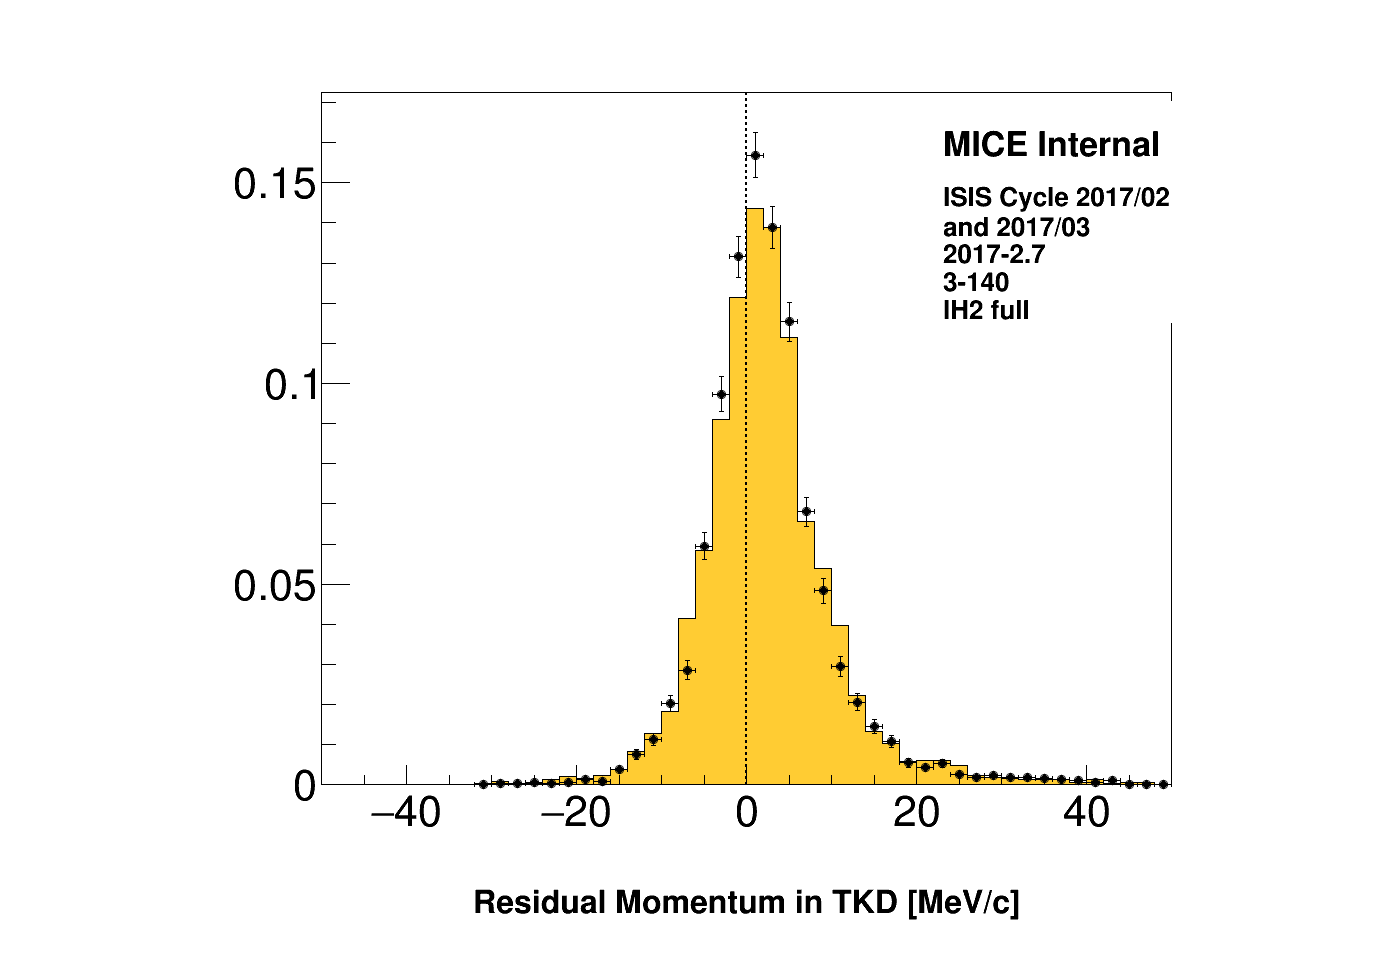 MICE Internal
ISIS Cycle 2017/02
and 2017/03
2017-2.7
3-140
lH2 full
0.15
0.1
0.05
0
−40 −20 0 20 40
Residual Momentum in TKD [MeV/c]